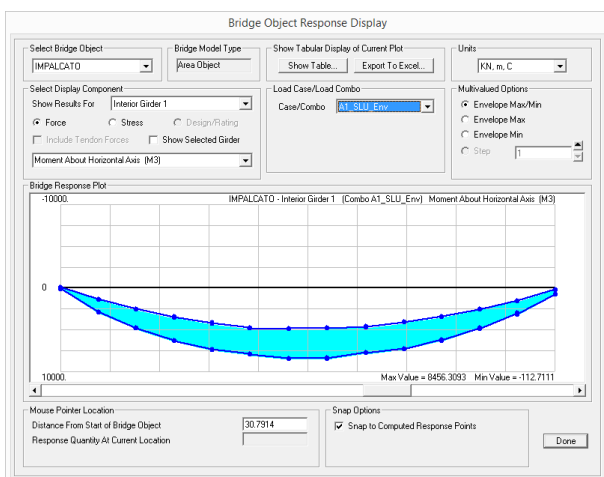 Bridge Object Response Display
Select Bridge Object
IMPALCATO
Bridge Model Type
Area Object
Show Tabular Display of Current Plot
Show Table...
Export To Excel...
Units
KN, m, C
Select Display Component
Show Results For
Interior Girder 1
Force
Stress
Design/Rating
Include Tendon Forces
Show Selected Girder
Moment About Horizontal Axis (M3)
Load Case/Load Combo
Case/Combo
A1_SLU_Env
Multivalued Options
Envelope Max/Min
Envelope Max
Envelope Min
Step
1
Bridge Response Plot
-10000.
IMPALCATO - Interior Girder 1 (Combo A1_SLU_Env) Moment About Horizontal Axis (M3)
0
10000.
Max Value = 8456.3093 Min Value = -112.7111
Mouse Pointer Location
Distance From Start of Bridge Object
30.7914
Response Quantity At Current Location
Snap Options
Snap to Computed Response Points
Done